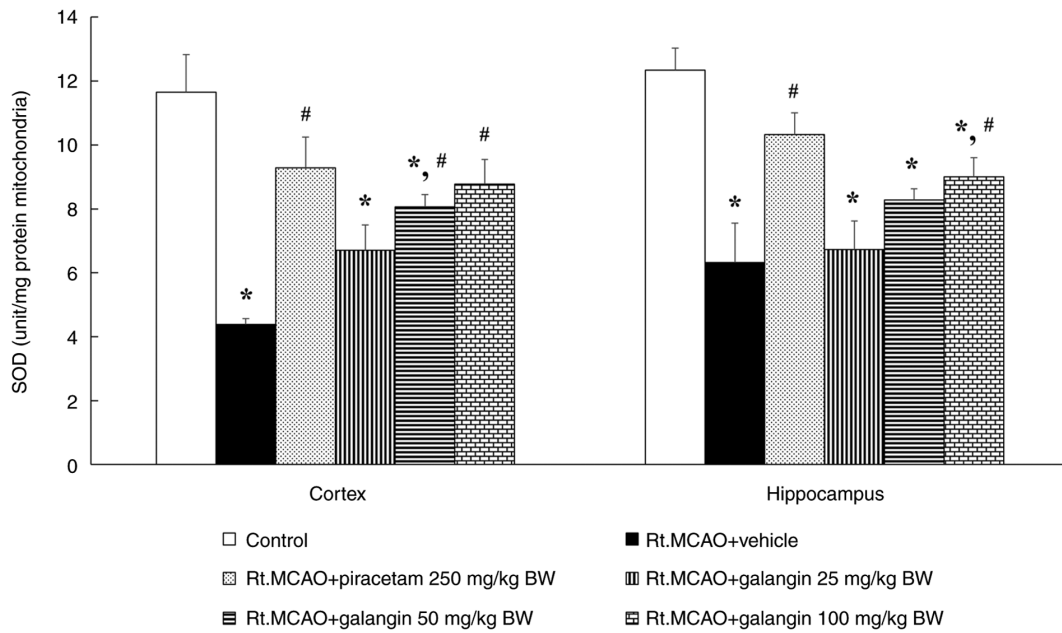 14
12
10
8
6
4
2
0
SOD (unit/mg protein mitochondria)
*
#
*
*, #
#
*
#
*
*
*, #
Cortex
Hippocampus
Control
Rt.MCAO+vehicle
Rt.MCAO+piracetam 250 mg/kg BW
Rt.MCAO+galangin 25 mg/kg BW
Rt.MCAO+galangin 50 mg/kg BW
Rt.MCAO+galangin 100 mg/kg BW